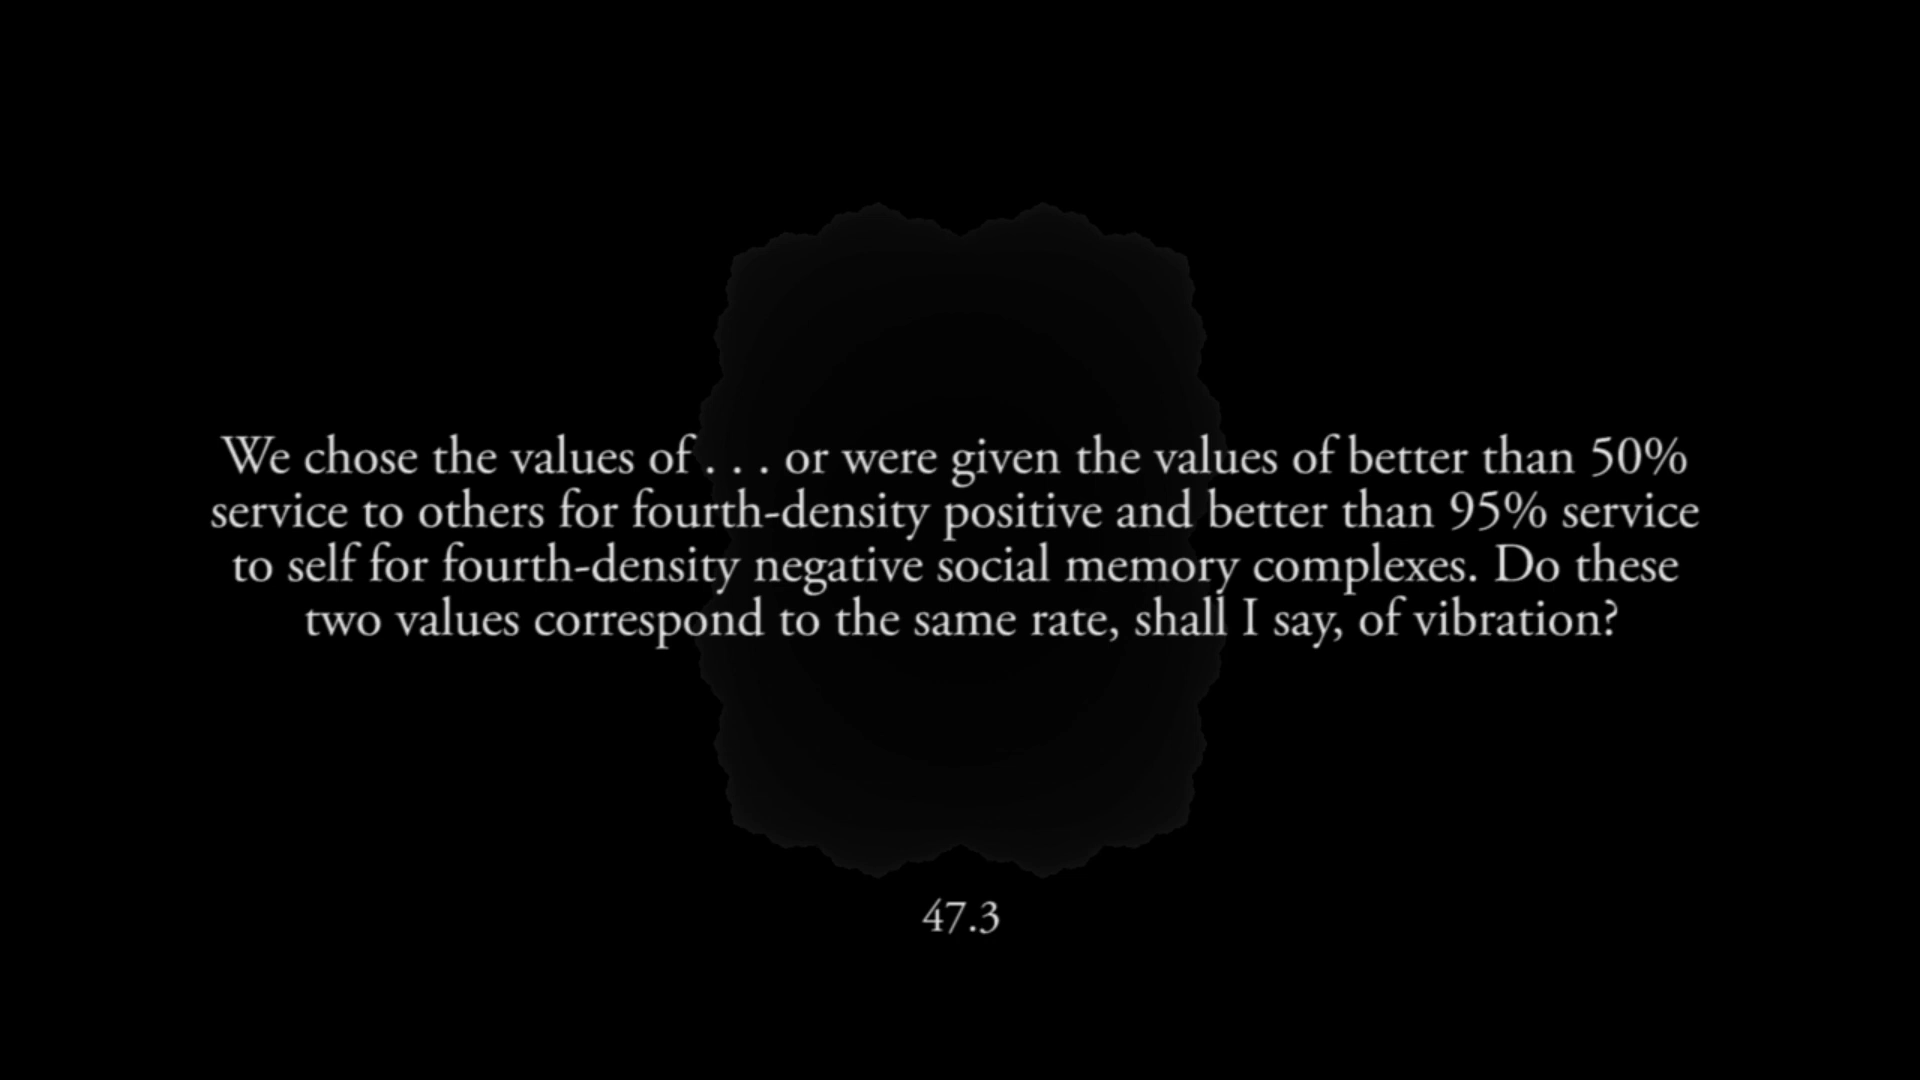 We chose the values of . . . or were given the values of better than 50%
service to others for fourth-density positive and better than 95% service
to self for fourth-density negative social memory complexes. Do these
two values correspond to the same rate, shall I say, of vibration?
47.3